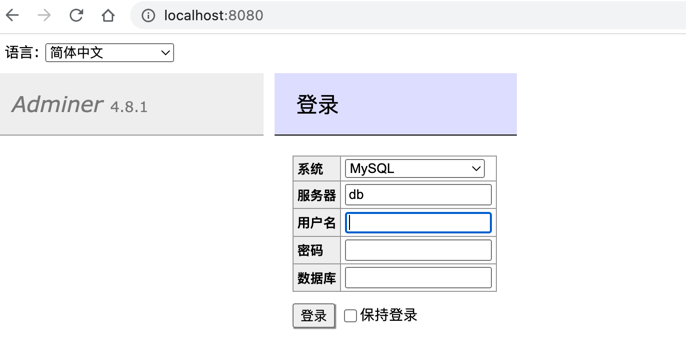 localhost:8080
语言: 简体中文
Adminer 4.8.1
登录
系统 MySQL
服务器 db
用户名
密码
数据库
登录 保持登录